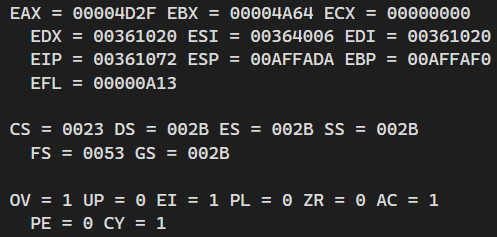 EAX = 00004D2F EBX = 00004A64 ECX = 00000000
EDX = 00361020 ESI = 00364006 EDI = 00361020
EIP = 00361072 ESP = 00AFFADA EBP = 00AFFAF0
EFL = 00000A13
CS = 0023 DS = 002B ES = 002B SS = 002B
FS = 0053 GS = 002B
OV = 1 UP = 0 EI = 1 PL = 0 ZR = 0 AC = 1
PE = 0 CY = 1